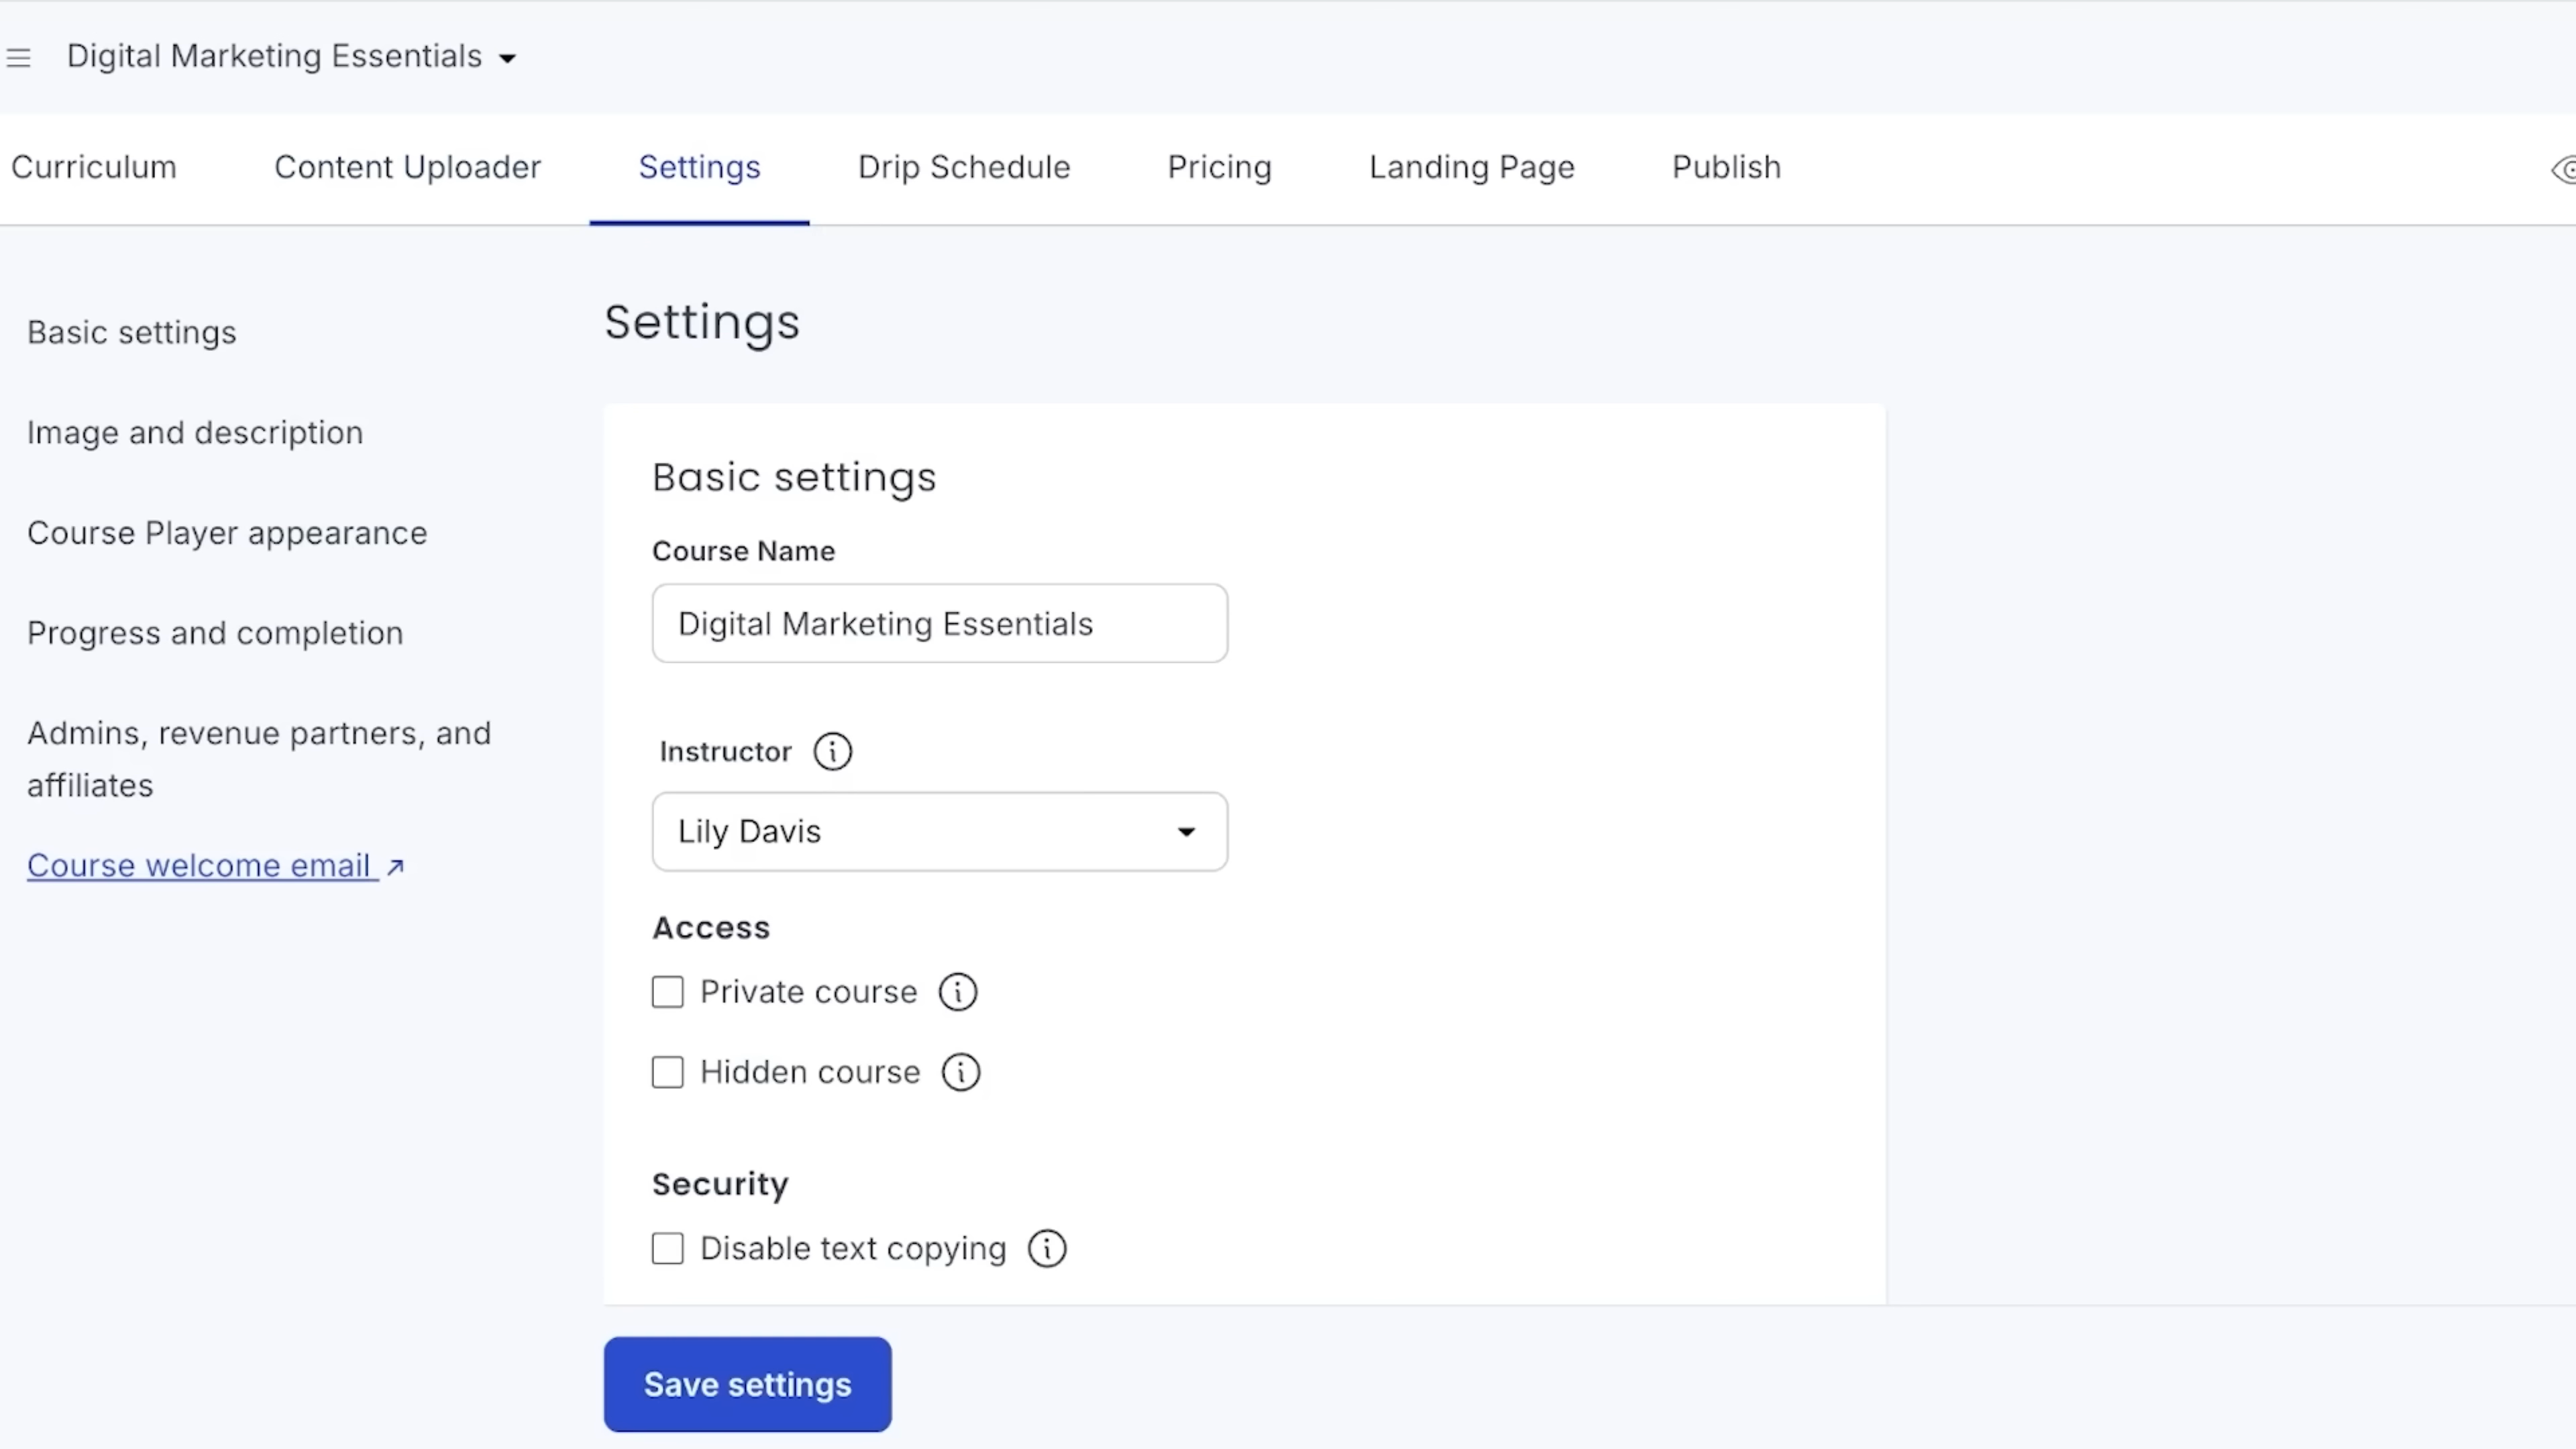 Digital Marketing Essentials
Curriculum
Content Uploader
Settings
Drip Schedule
Pricing
Landing Page
Publish
Basic settings
Image and description
Course Player appearance
Progress and completion
Admins, revenue partners, and
affiliates
Course welcome email
Settings
Basic settings
Course Name
Digital Marketing Essentials
Instructor
Lily Davis
Access
Private course
Hidden course
Security
Disable text copying
Save settings